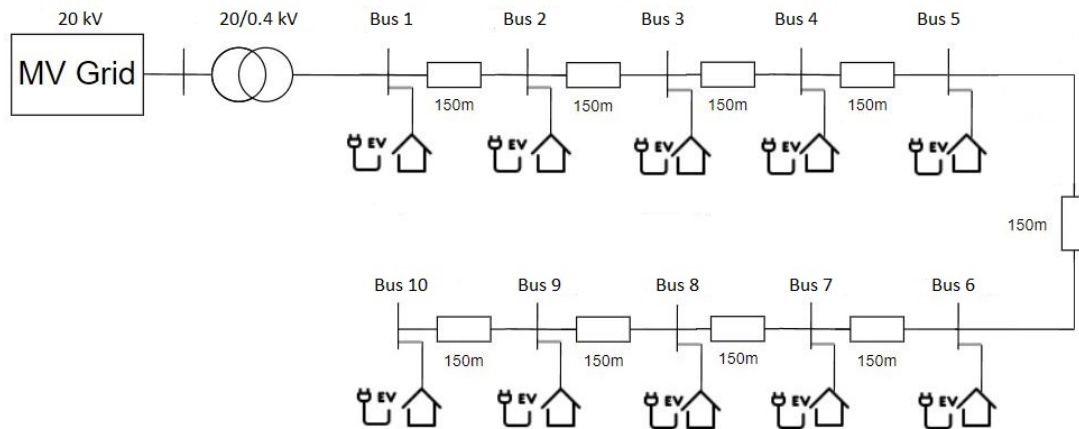 20 kV
20/0.4 kV
Bus 1
Bus 2
Bus 3
Bus 4
Bus 5
MV Grid
150m
150m
150m
150m
EV
EV
EV
EV
EV
150m
Bus 10
Bus 9
Bus 8
Bus 7
Bus 6
150m
150m
150m
150m
EV
EV
EV
EV
EV